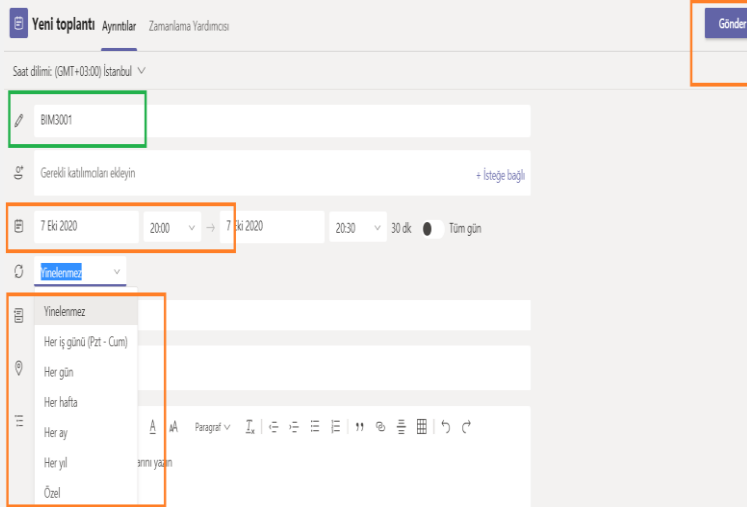 Yeni toplantı Ayrıntılar Zamanlama Yardımcısı Gönder
Saat dilimi: (GMT+03:00) İstanbul
BIM3001
Gerekli katılımcıları ekleyin + İsteğe bağlı
7 Eki 2020 20:00 → 7 Eki 2020 20:30 30 dk Tüm gün
Yinelenmez
Yinelenmez
Her iş günü (Pzt - Cum)
Her gün
Her hafta
A AA Paragraf
Her ay
yazın
Her yıl
Özel